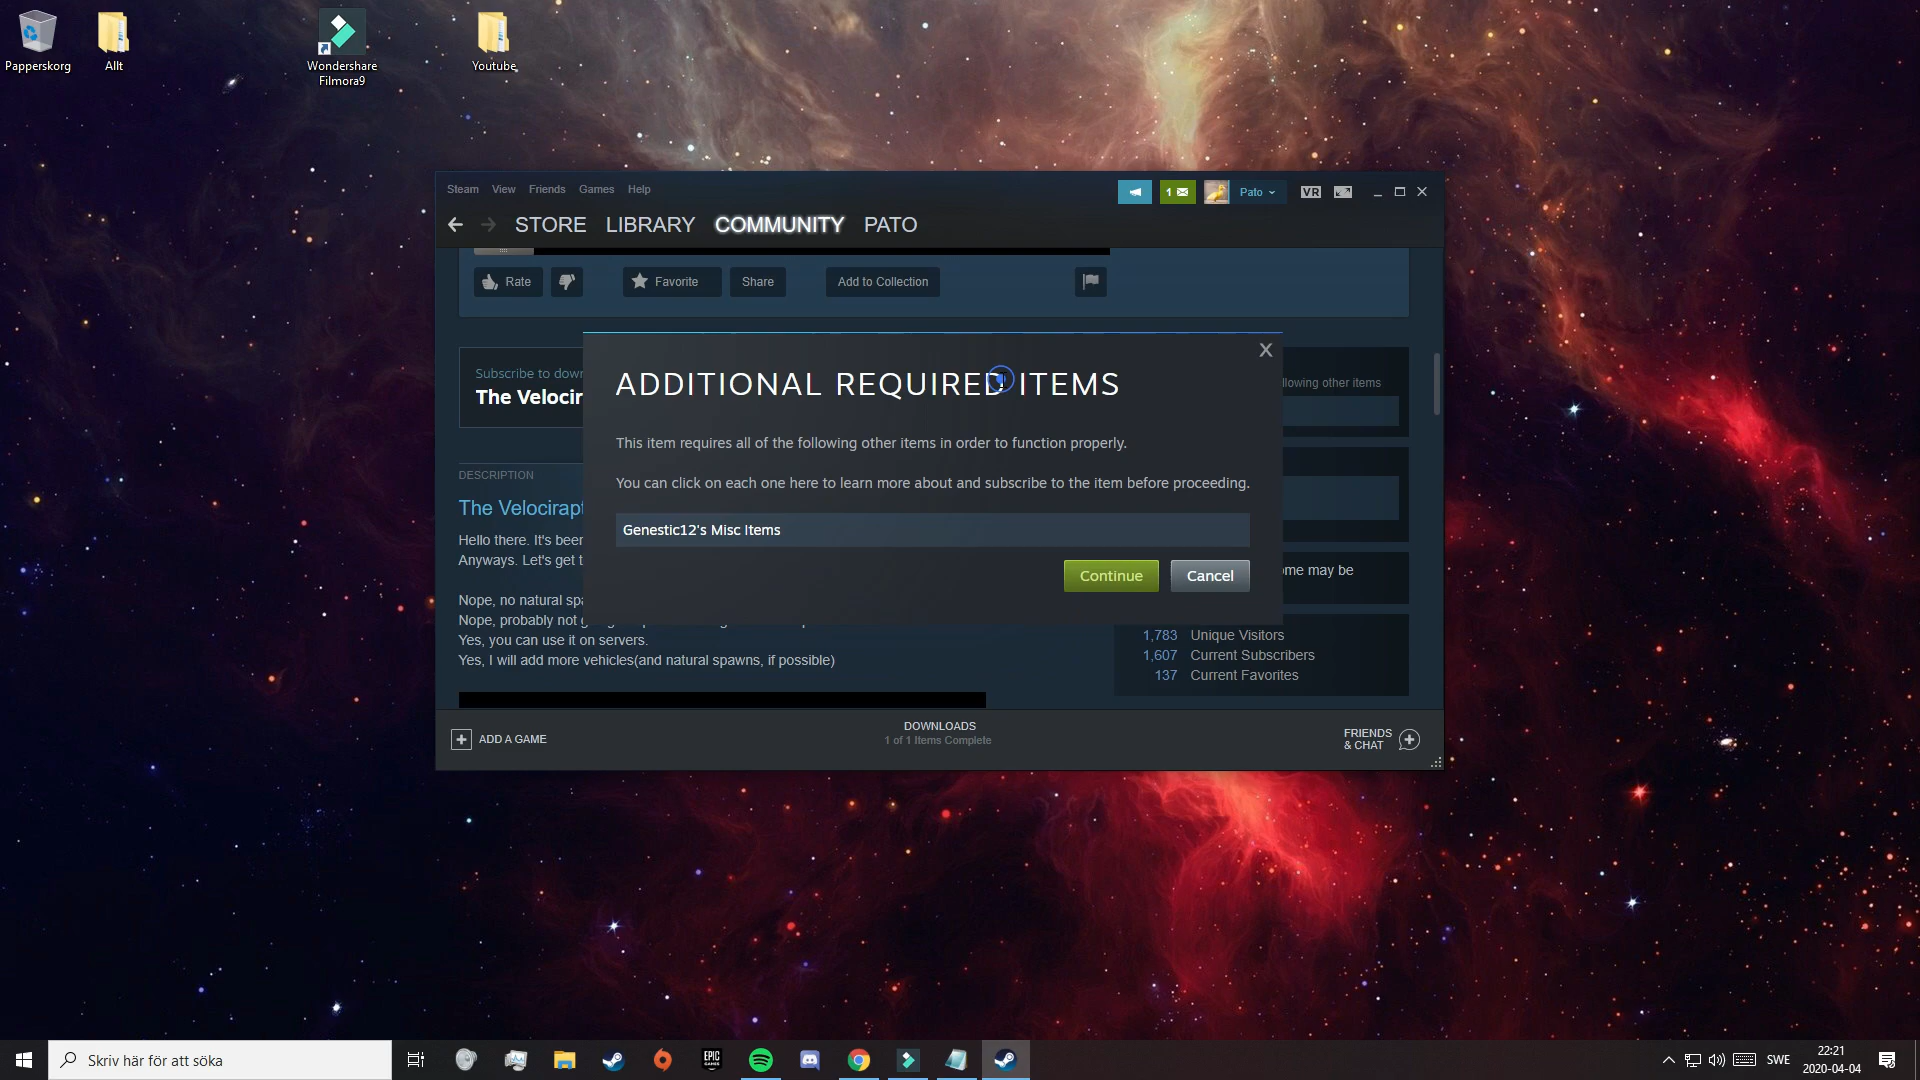 Papperskorg
Allt
Wondershare
Filmora9
Youtube
Steam View Friends Games Help
1
Pato
VR
STORE LIBRARY COMMUNITY PATO
Rate
Favorite
Share
Add to Collection
Subscribe to down
The Velocir
llowing other items
X
ADDITIONAL REQUIRED ITEMS
This item requires all of the following other items in order to function properly.
You can click on each one here to learn more about and subscribe to the item before proceeding.
Genestic12's Misc Items
Continue
Cancel
DESCRIPTION
The Velocirapt
Hello there. It's been
Anyways. Let's get t
ome may be
Nope, no natural spa
Nope, probably not g
Yes, you can use it on servers.
Yes, I will add more vehicles(and natural spawns, if possible)
1,783 Unique Visitors
1,607 Current Subscribers
137 Current Favorites
ADD A GAME
DOWNLOADS
1 of 1 Items Complete
FRIENDS
& CHAT
Skriv här för att söka
EPIC
GAMES
SWE
22:21
2020-04-04